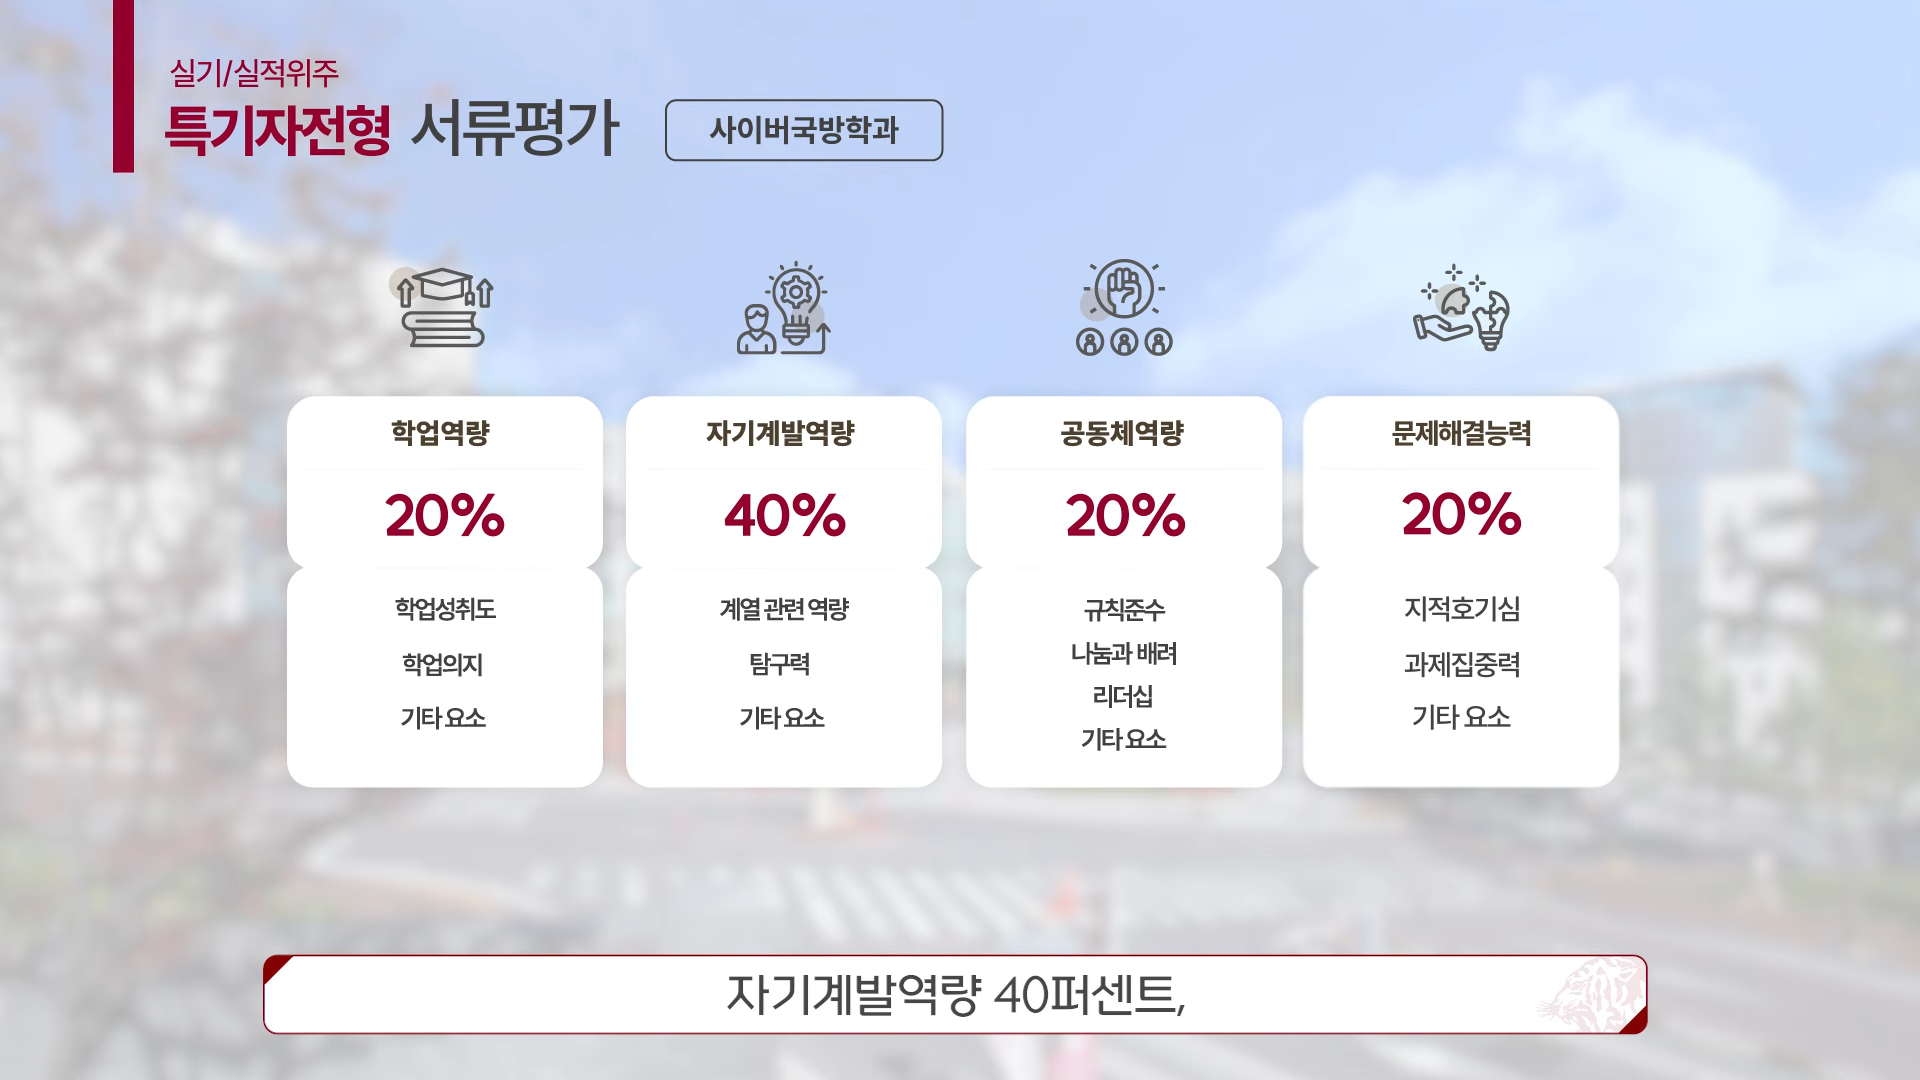 실기/실적위주
특기자전형 서류평가
사이버국방학과
학업역량
20%
학업성취도
학업의지
기타 요소
자기계발역량
40%
계열 관련 역량
탐구력
기타 요소
공동체역량
20%
규칙준수
나눔과 배려
리더십
기타 요소
문제해결능력
20%
지적호기심
과제집중력
기타 요소
자기계발역량 40퍼센트,